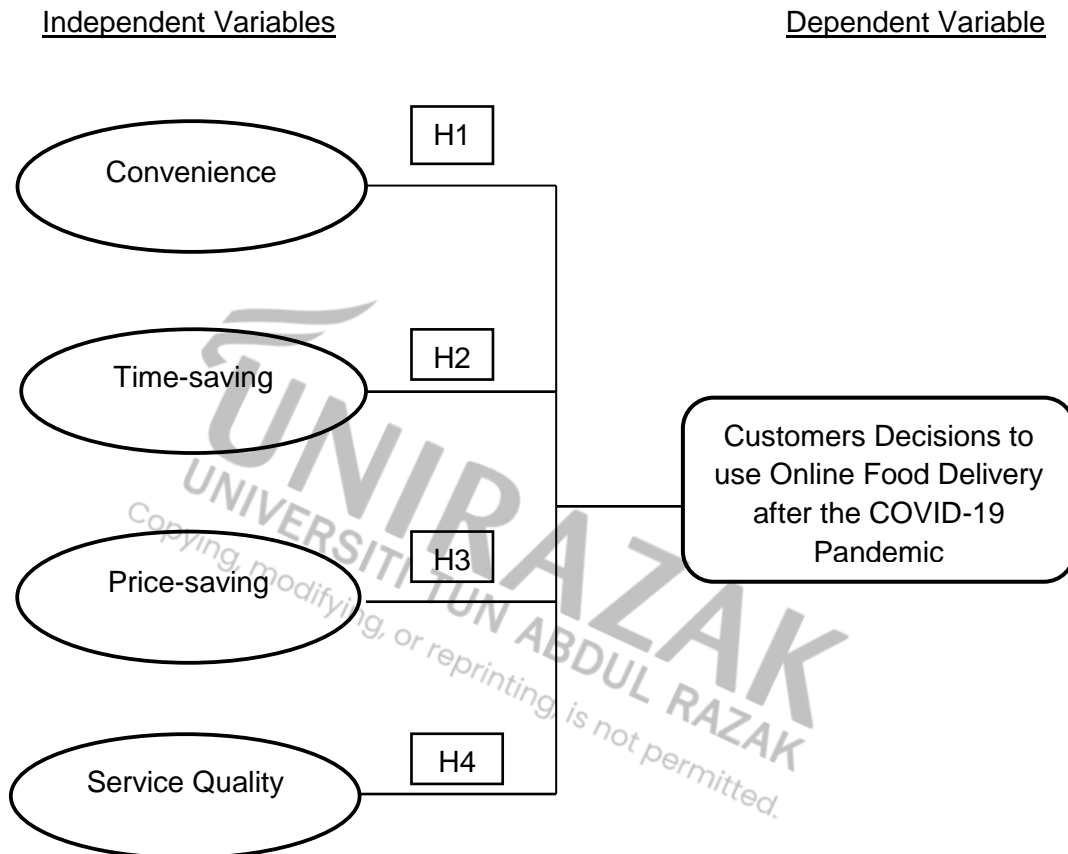 Independent Variables
Dependent Variable
H1
Convenience
H2
Time-saving
Customers Decisions to
use Online Food Delivery
after the COVID-19
Pandemic
H3
Price-saving
H4
Service Quality
UNIRAZAK
UNIVERSITI TUN ABDUL RAZAK
Copying, modifying, or reprinting, is not permitted.